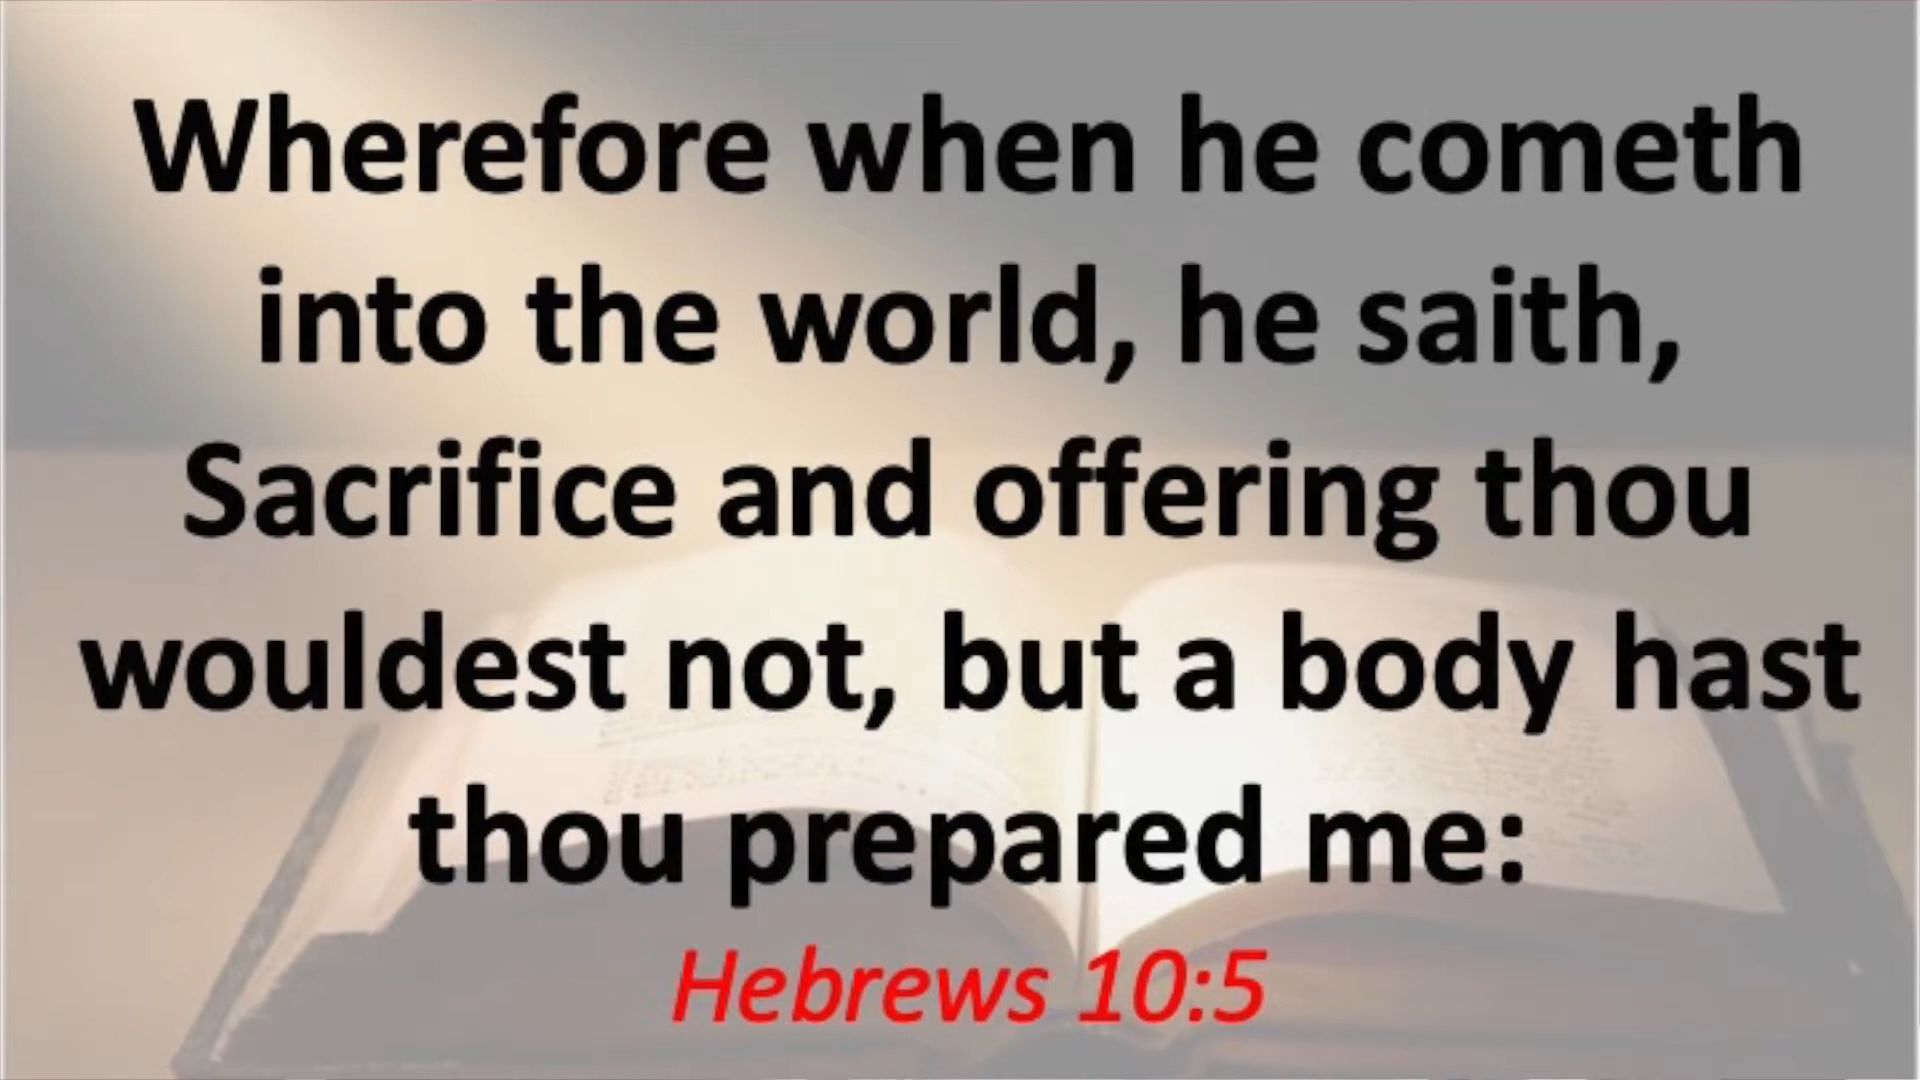 Wherefore when he cometh
into the world, he saith,
Sacrifice and offering thou
wouldest not, but a body hast
thou prepared me:
Hebrews 10:5